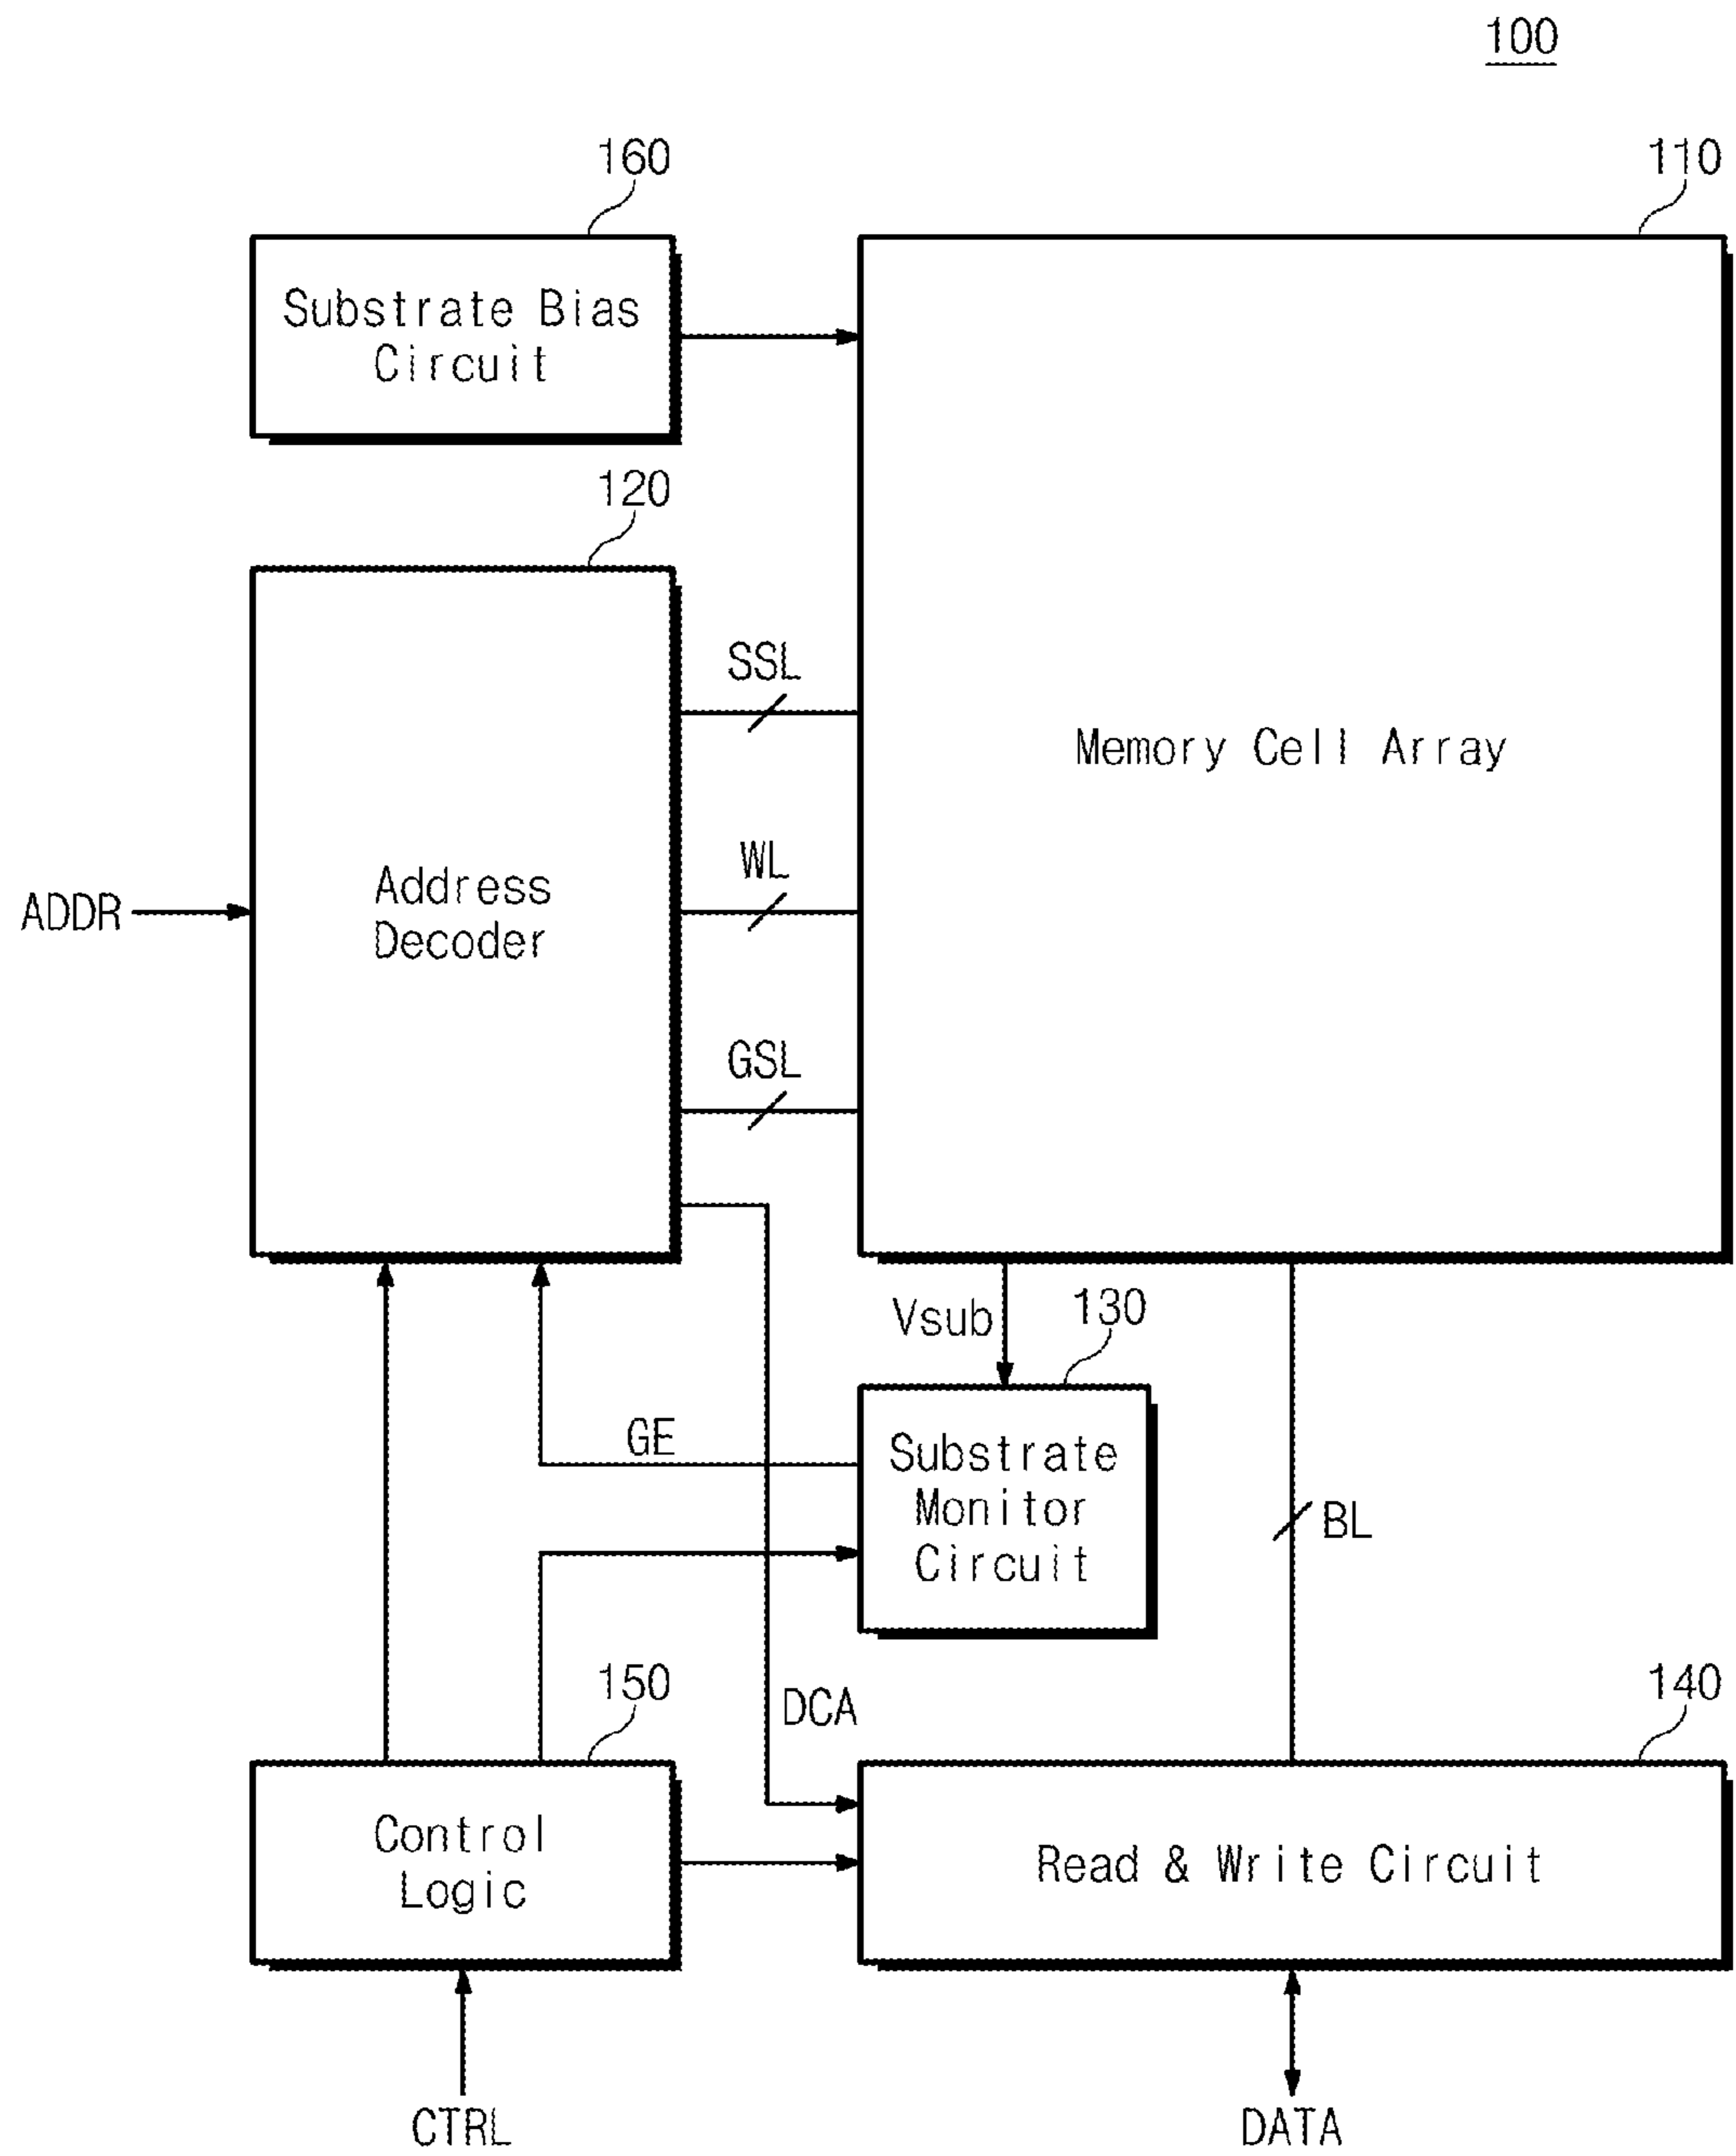 100
160
110
Substrate Bias
Circuit
120
SSL
Memory Cell Array
WL
ADDR
Address
Decoder
GSL
Vsub
130
GE
Substrate
Monitor
Circuit
BL
150
DCA
140
Control
Logic
Read & Write Circuit
CTRL
DATA